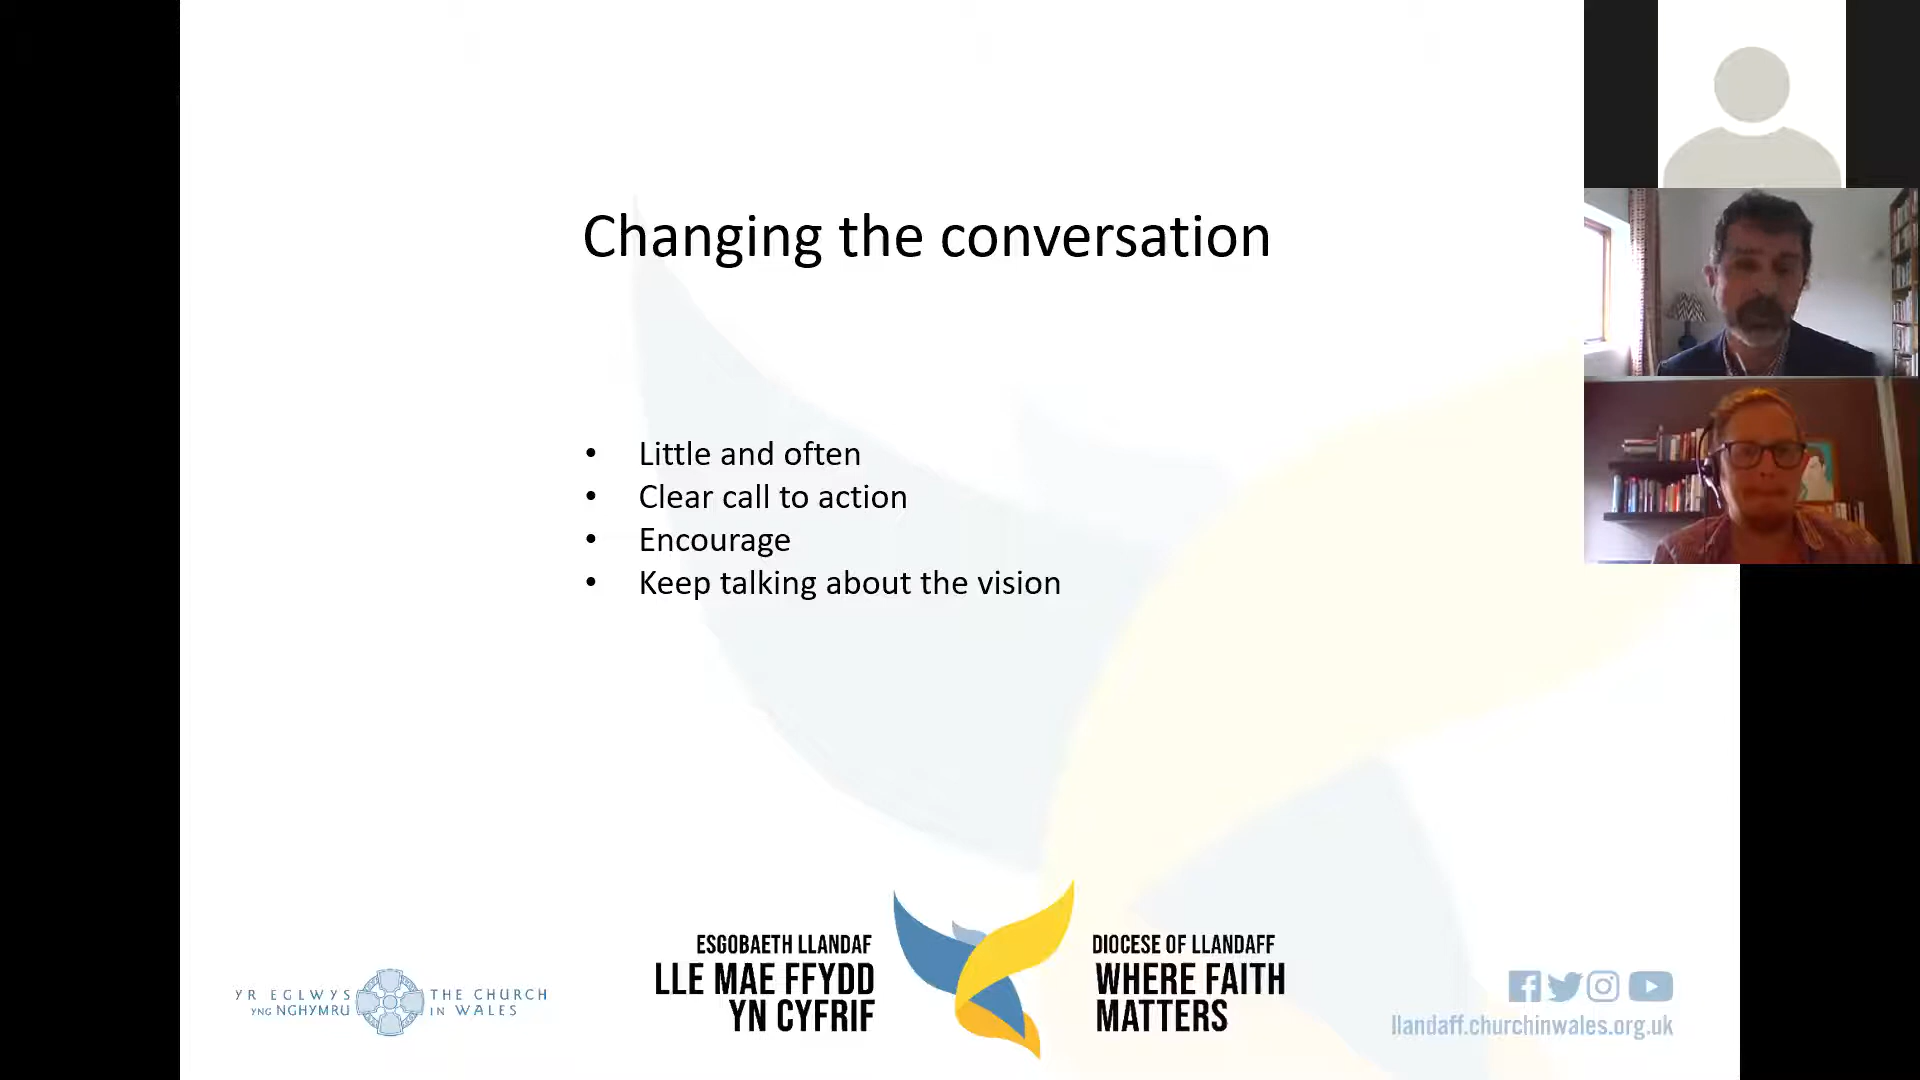 Changing the conversation
• Little and often
• Clear call to action
• Encourage
• Keep talking about the vision
YR EGLWYS
YNG NGHYMRU
THE CHURCH
IN WALES
ESGOBAETH LLANDAF
LLE MAE FFYDD
YN CYFRIF
DIOCESE OF LLANDAFF
WHERE FAITH
MATTERS
llandaff.churchinwales.org.uk